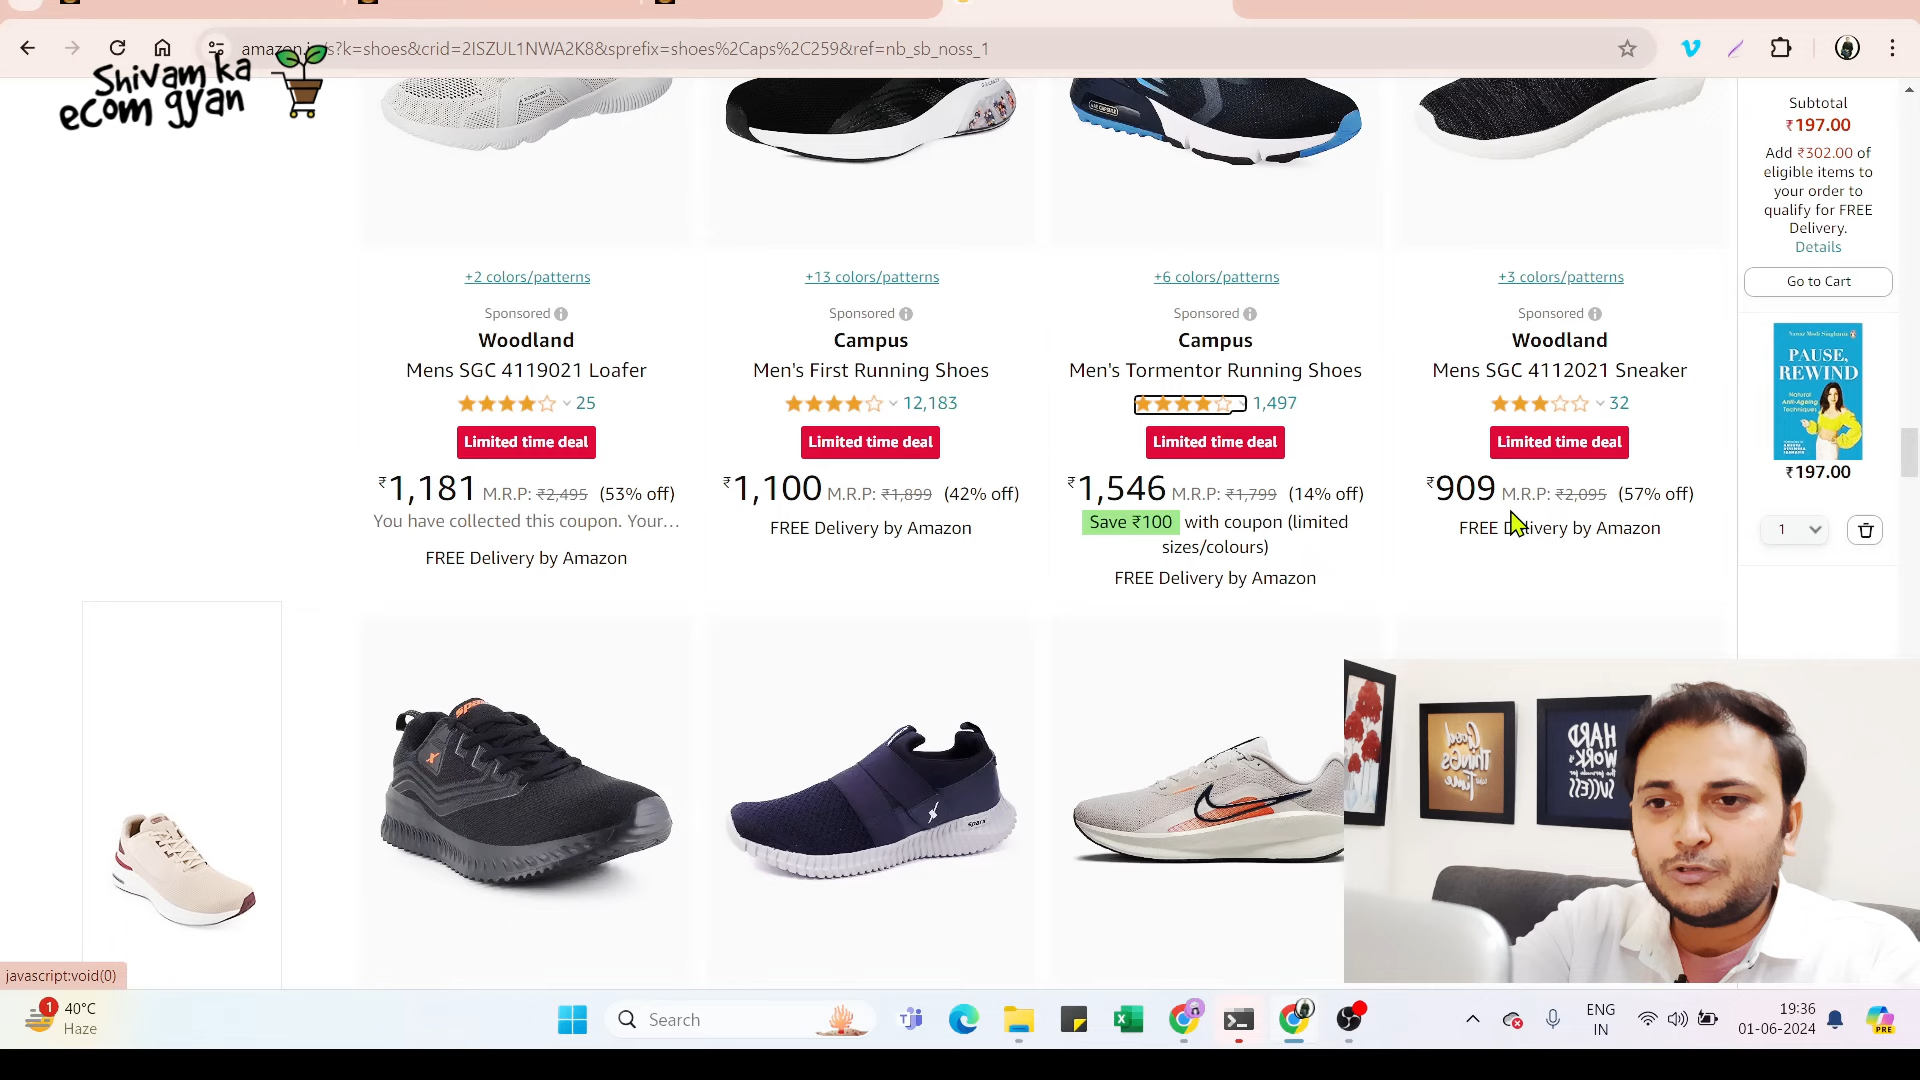 amazon.in/s?k=shoes&crid=2ISZUL1NWA2K8&sprefix=shoes%2Caps%2C259&ref=nb_sb_noss_1
Shivam ka
ecom gyan
+2 colors/patterns
+13 colors/patterns
+6 colors/patterns
+3 colors/patterns
Sponsored
Sponsored
Sponsored
Sponsored
Woodland
Campus
Campus
Woodland
Mens SGC 4119021 Loafer
Men's First Running Shoes
Men's Tormentor Running Shoes
Mens SGC 4112021 Sneaker
25
12,183
1,497
32
Limited time deal
Limited time deal
Limited time deal
Limited time deal
₹1,181 M.R.P: ₹2,495 (53% off)
₹1,100 M.R.P: ₹1,899 (42% off)
₹1,546 M.R.P: ₹1,799 (14% off)
₹909 M.R.P: ₹2,095 (57% off)
You have collected this coupon. Your...
FREE Delivery by Amazon
FREE Delivery by Amazon
Save ₹100 with coupon (limited
sizes/colours)
FREE Delivery by Amazon
FREE Delivery by Amazon
Subtotal
₹197.00
Add ₹302.00 of
eligible items to
your order to
qualify for FREE
Delivery.
Details
Go to Cart
PAUSE,
REWIND
Natural
Anti-Ageing
Techniques
₹197.00
1
sparx
Good
THINGS
Take
Time
HARD
WORK
SUCCESS
javascript:void(0)
1
40°C
Haze
Search
ENG
IN
19:36
01-06-2024
PRE